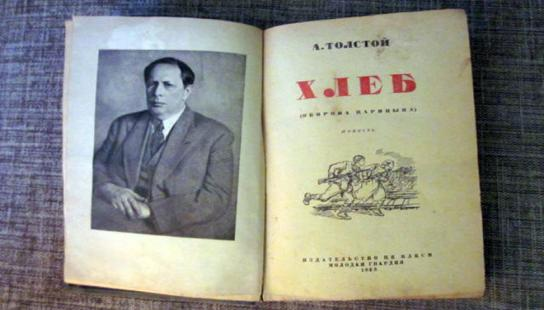 А. ТОЛСТОЙ
ХЛЕБ
(ОБОРОНА ЦАРИЦЫНА)
ПОВЕСТЬ
ИЗДАТЕЛЬСТВО ЦК ВЛКСМ
МОЛОДАЯ ГВАРДИЯ